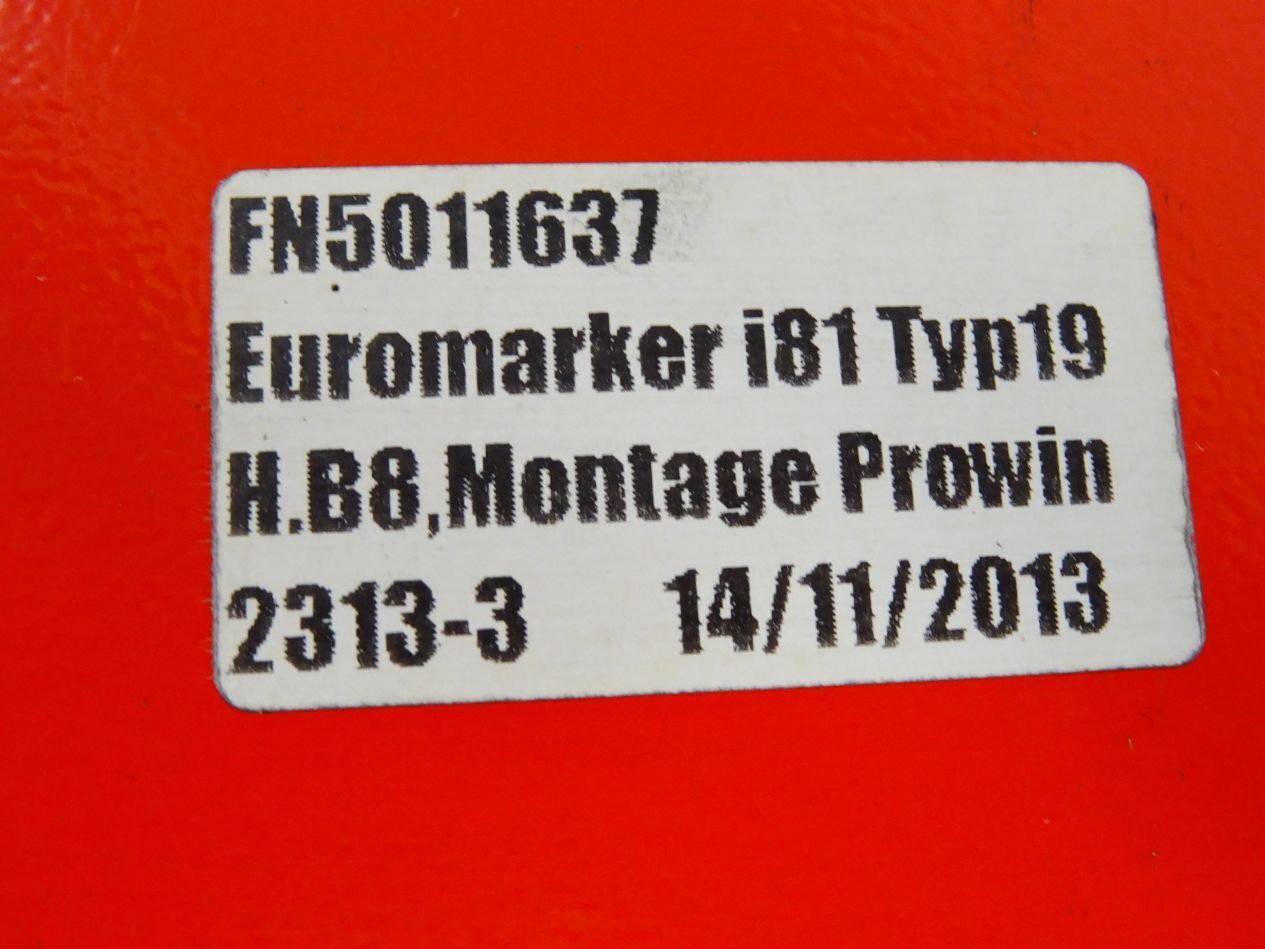 FN5011637
Euromarker i81 Typ19
H.B8,Montage Prowin
2313-3 14/11/2013